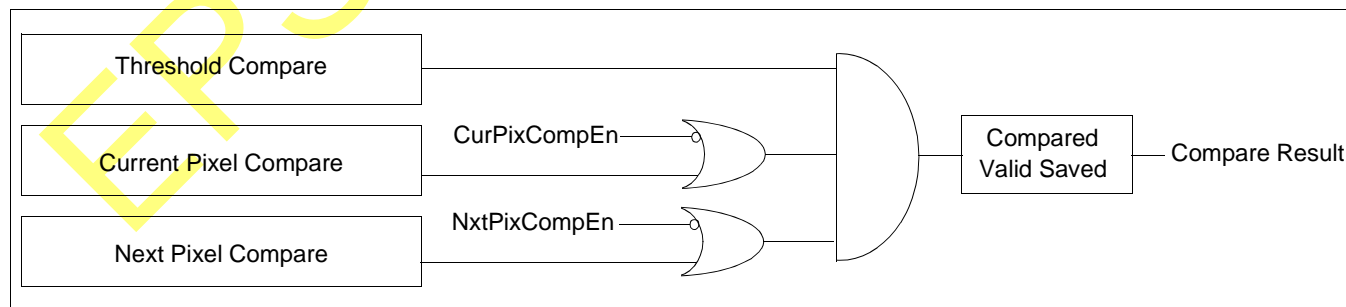 Threshold Compare
CurPixCompEn
Current Pixel Compare
Compared
Valid Saved
Compare Result
NxtPixCompEn
Next Pixel Compare